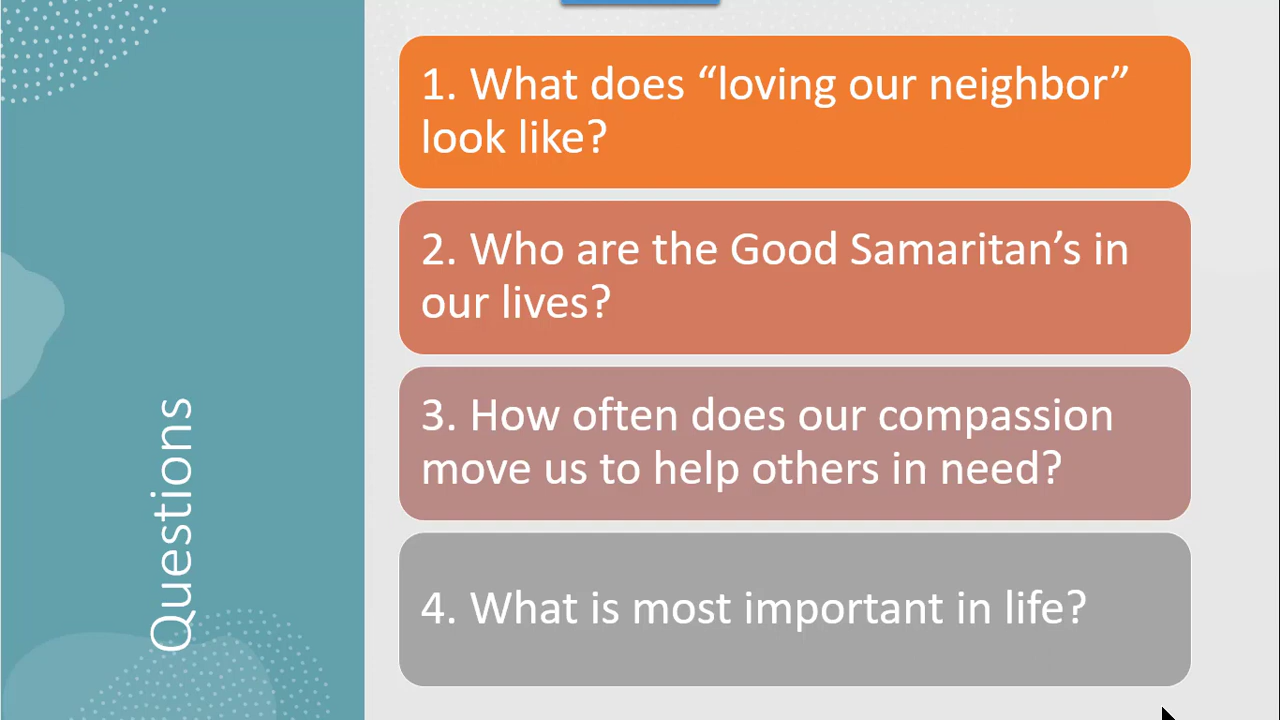 Questions
1. What does “loving our neighbor”
look like?
2. Who are the Good Samaritan’s in
our lives?
3. How often does our compassion
move us to help others in need?
4. What is most important in life?